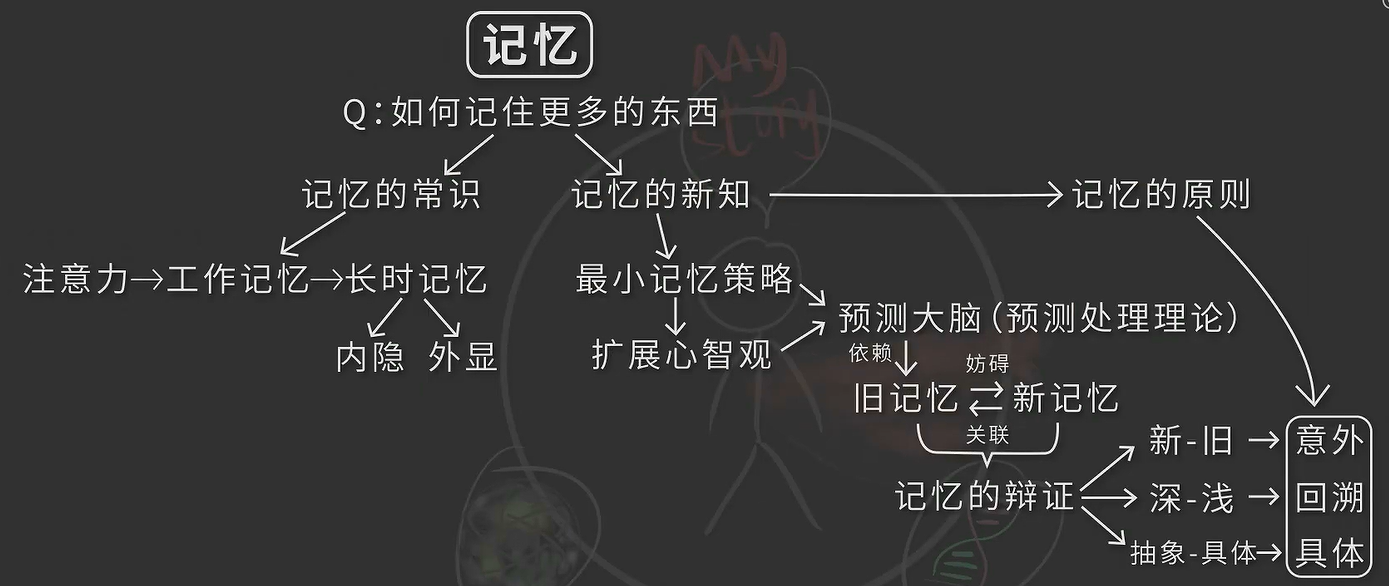 记忆
My
story
Q:如何记住更多的东西
记忆的常识
记忆的新知
记忆的原则
注意力→工作记忆→长时记忆
内隐 外显
最小记忆策略
扩展心智观
预测大脑(预测处理理论)
依赖
妨碍
旧记忆
新记忆
关联
记忆的辩证
新-旧→意外
深-浅→回溯
抽象-具体→具体